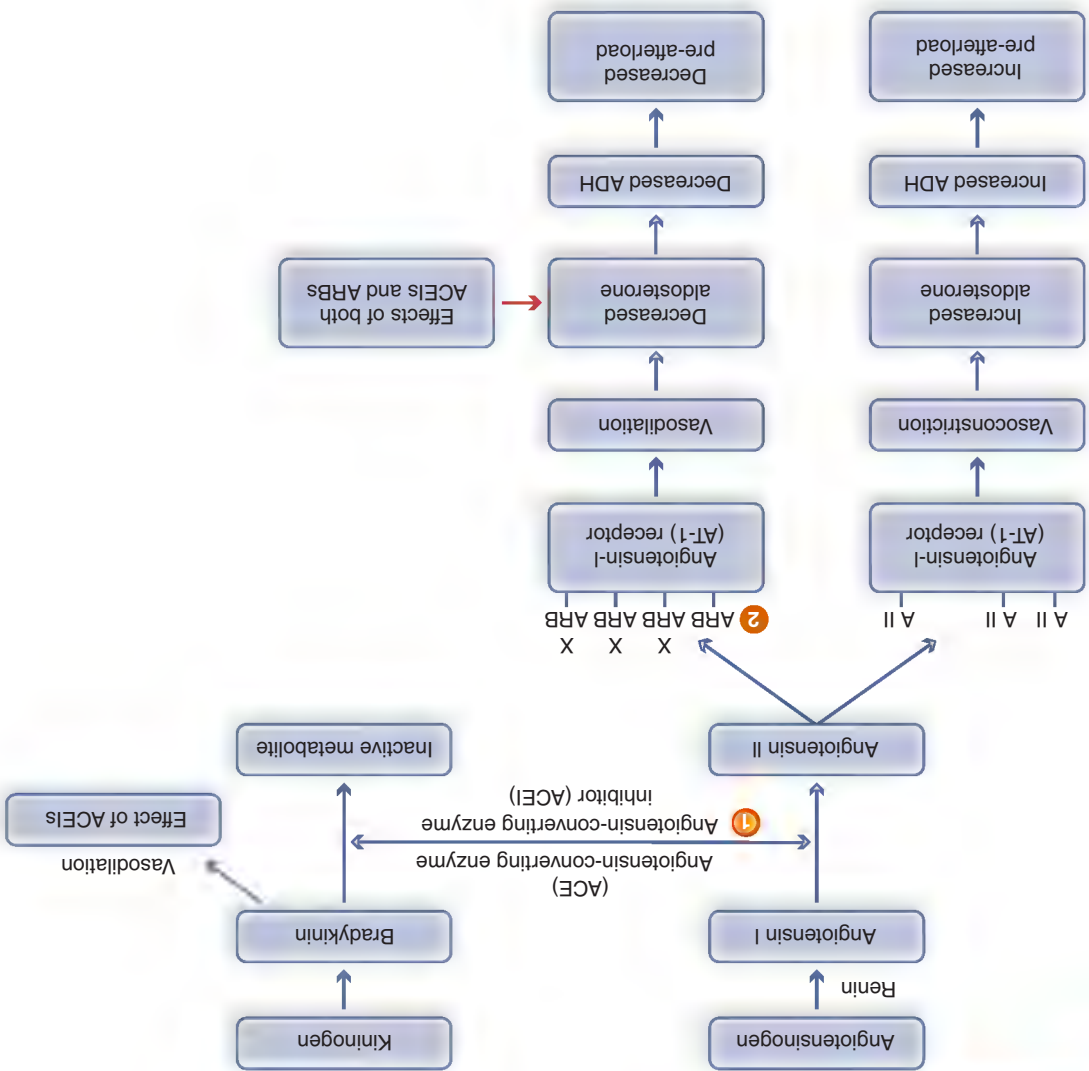 Angiotensinogen
Kininogen
Renin
Angiotensin I
Bradykinin
(ACE)
Angiotensin-converting enzyme
1 Angiotensin-converting enzyme
inhibitor (ACEI)
Vasodilation
Effect of ACEIs
Angiotensin II
Inactive metabolite
A II A II A II
X X X
2 ARB ARB ARB ARB
Angiotensin-I
(AT-1) receptor
Angiotensin-I
(AT-1) receptor
Vasoconstriction
Vasodilation
Increased
aldosterone
Decreased
aldosterone
Effects of both
ACEIs and ARBs
Increased ADH
Decreased ADH
Increased
pre-afterload
Decreased
pre-afterload